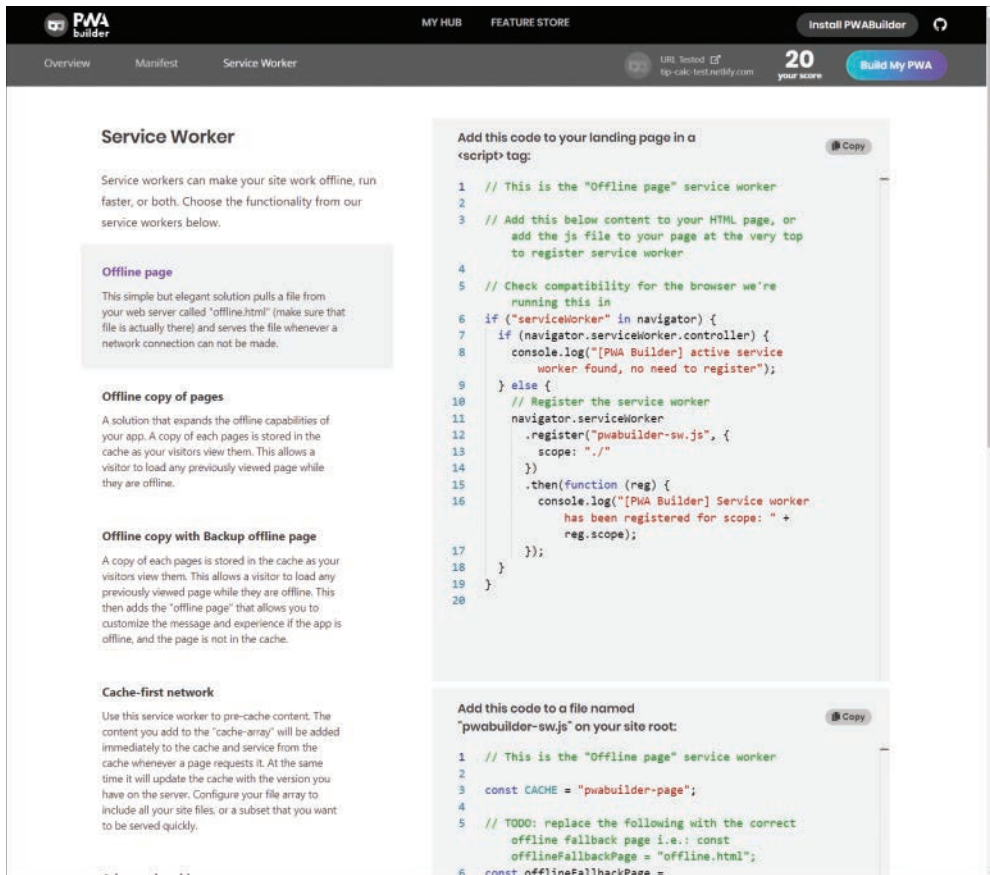 PWA builder
MY HUB FEATURE STORE
Install PWABuilder
Overview Manifest Service Worker
URL Tested
tip-calc-test.netlify.com
20
your score
Build My PWA
Service Worker
Service workers can make your site work offline, run
faster, or both. Choose the functionality from our
service workers below.
Offline page
This simple but elegant solution pulls a file from
your web server called "offline.html" (make sure that
file is actually there) and serves the file whenever a
network connection can not be made.
Offline copy of pages
A solution that expands the offline capabilities of
your app. A copy of each pages is stored in the
cache as your visitors view them. This allows a
visitor to load any previously viewed page while
they are offline.
Offline copy with Backup offline page
A copy of each pages is stored in the cache as your
visitors view them. This allows a visitor to load any
previously viewed page while they are offline. This
then adds the "offline page" that allows you to
customize the message and experience if the app is
offline, and the page is not in the cache.
Cache-first network
Use this service worker to pre-cache content. The
content you add to the "cache-array" will be added
immediately to the cache and service from the
cache whenever a page requests it. At the same
time it will update the cache with the version you
have on the server. Configure your file array to
include all your site files, or a subset that you want
to be served quickly.
Add this code to your landing page in a
<script> tag:
Copy
1 // This is the "Offline page" service worker
2
3 // Add this below content to your HTML page, or
add the js file to your page at the very top
to register service worker
4
5 // Check compatibility for the browser we're
running this in
6 if ("serviceWorker" in navigator) {
7 if (navigator.serviceWorker.controller) {
8 console.log("[PWA Builder] active service
worker found, no need to register");
9 } else {
10 // Register the service worker
11 navigator.serviceWorker
12 .register("pwabuilder-sw.js", {
13 scope: "./"
14 })
15 .then(function (reg) {
16 console.log("[PWA Builder] Service worker
has been registered for scope: " +
reg.scope);
17 });
18 }
19 }
20
Add this code to a file named
"pwabuilder-sw.js" on your site root:
Copy
1 // This is the "Offline page" service worker
2
3 const CACHE = "pwabuilder-page";
4
5 // TODO: replace the following with the correct
offline fallback page i.e.: const
offlineFallbackPage = "offline.html";
6 const offlineFallbackPage =